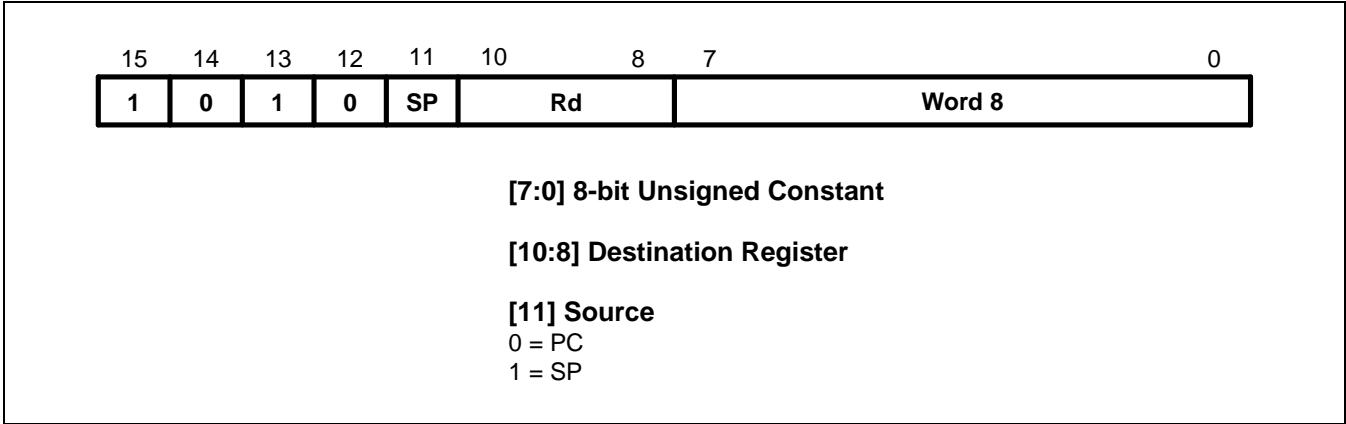 15 14 13 12 11 10 8 7 0
1 0 1 0 SP Rd Word 8
[7:0] 8-bit Unsigned Constant
[10:8] Destination Register
[11] Source
0 = PC
1 = SP